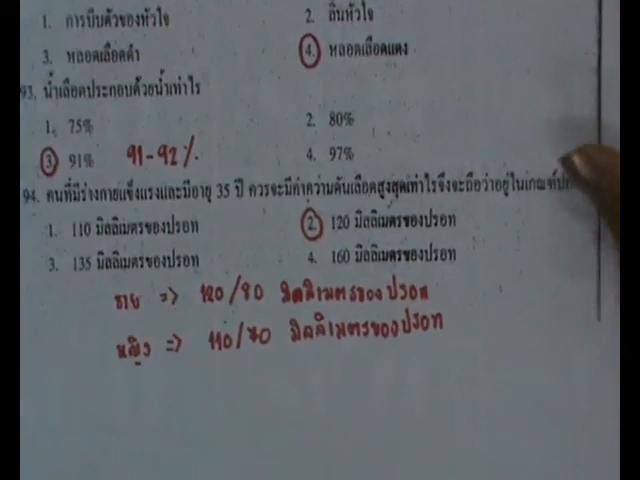 1. การบีบตัวของหัวใจ 2. ลิ้นหัวใจ
3. หลอดเลือดดำ 4. หลอดเลือดแดง
93. น้ำเลือดประกอบด้วยน้ำเท่าไร
1. 75% 2. 80%
3 91% 91-92% 4. 97%
94. คนที่มีร่างกายแข็งแรงและมีอายุ 35 ปี ควรจะมีค่าความดันเลือดสูงสุดเท่าไรจึงจะถือว่าอยู่ในเกณฑ์
1. 110 มิลลิเมตรของปรอท 2. 120 มิลลิเมตรของปรอท
3. 135 มิลลิเมตรของปรอท 4. 160 มิลลิเมตรของปรอท
ชาย => 120/80 มิลลิเมตรของปรอท
หญิง => 110/70 มิลลิเมตรของปรอท